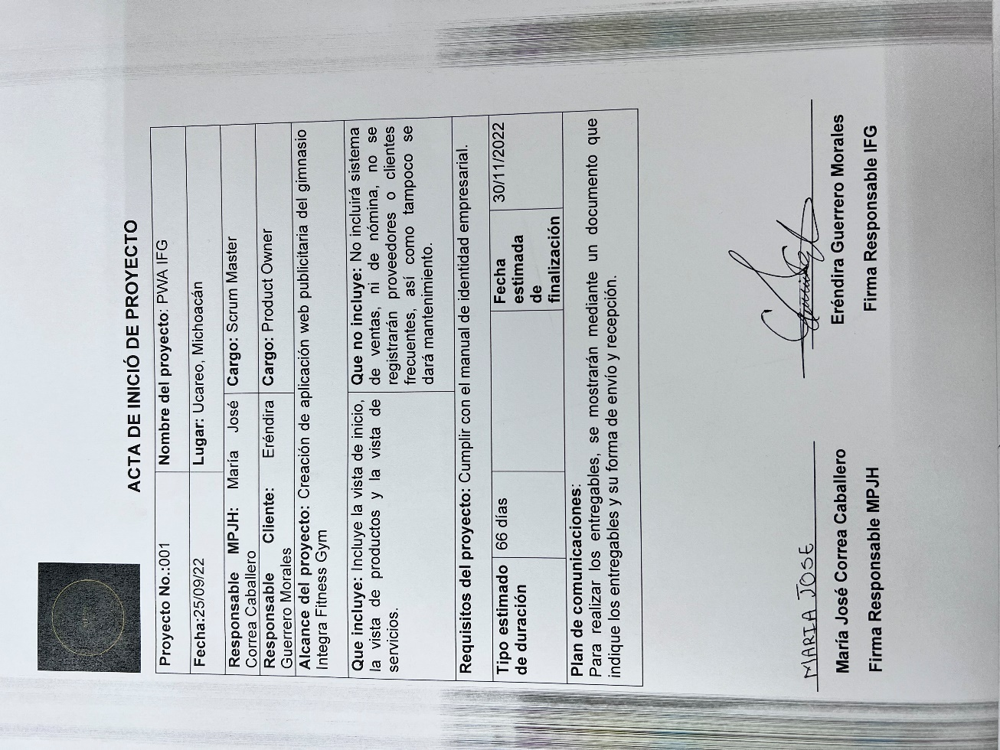 ACTA DE INICIÓ DE PROYECTO
Proyecto No.:001 Nombre del proyecto: PWA IFG
Fecha:25/09/22 Lugar: Ucareo, Michoacán
Responsable MPJH: María José
Correa Caballero
Cargo: Scrum Master
Responsable Cliente: Eréndira
Guerrero Morales
Cargo: Product Owner
Alcance del proyecto: Creación de aplicación web publicitaria del gimnasio
Integra Fitness Gym
Que incluye: Incluye la vista de inicio,
la vista de productos y la vista de
servicios.
Que no incluye: No incluirá sistema
de ventas, ni de nómina, no se
registrarán proveedores o clientes
frecuentes, así como tampoco se
dará mantenimiento.
Requisitos del proyecto: Cumplir con el manual de identidad empresarial.
Tipo estimado
de duración
66 días
Fecha
estimada
de
finalización
30/11/2022
Plan de comunicaciones:
Para realizar los entregables, se mostrarán mediante un documento que
indique los entregables y su forma de envío y recepción.
MARIA JOSE
María José Correa Caballero
Firma Responsable MPJH
Eréndira Guerrero Morales
Firma Responsable IFG